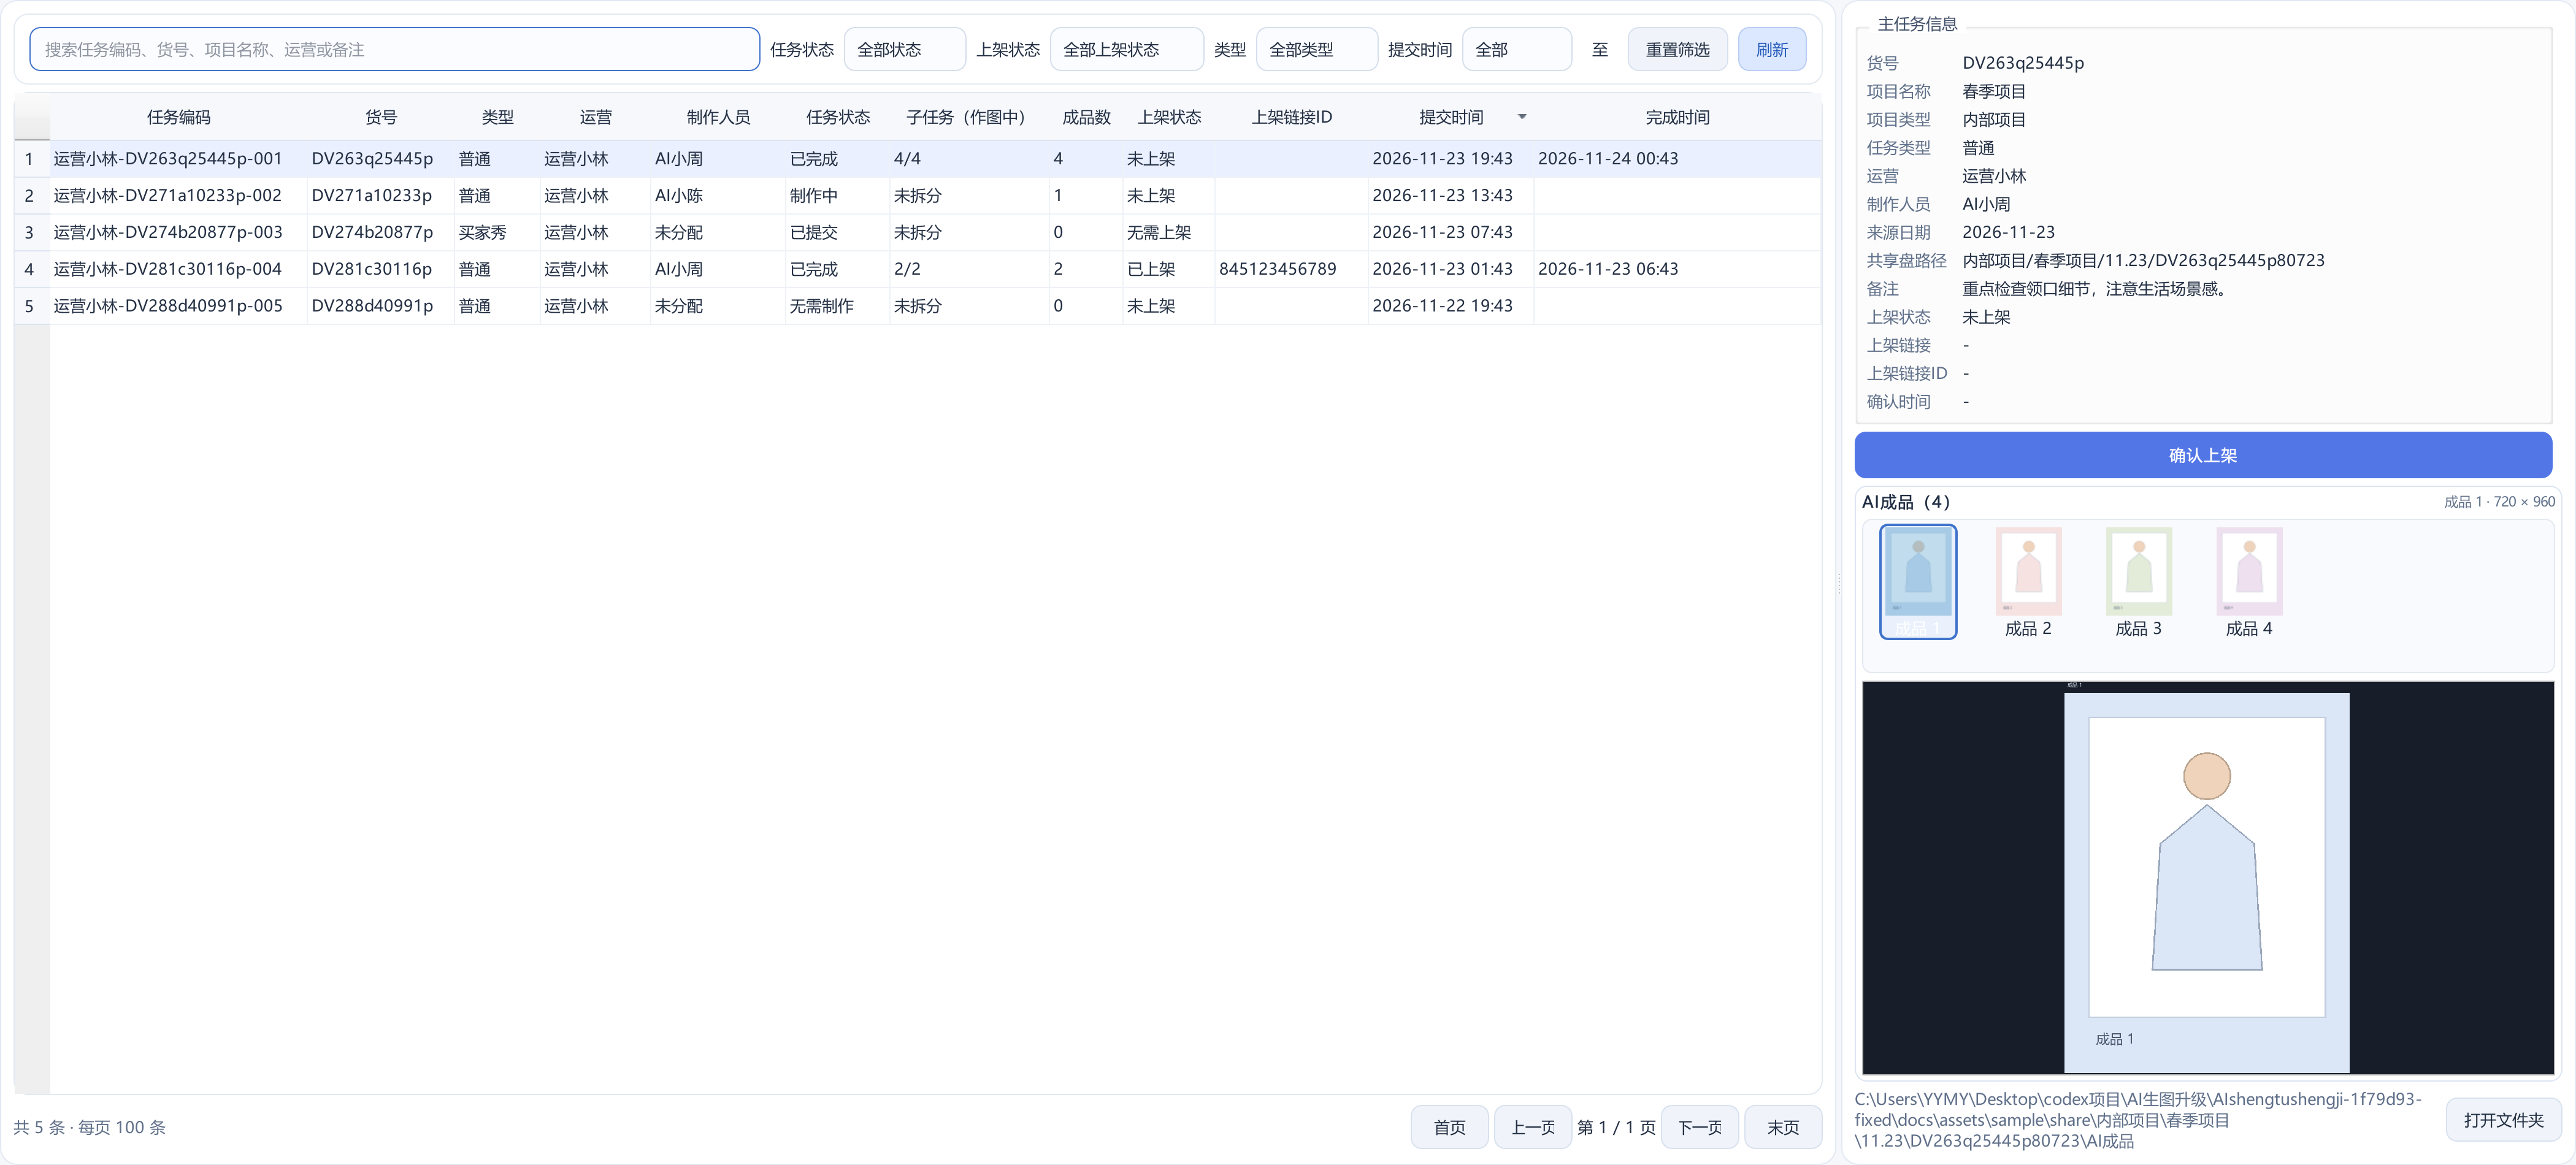 搜索任务编码、货号、项目名称、运营或备注 任务状态 全部状态 上架状态 全部上架状态 类型 全部类型 提交时间 全部 至 重置筛选 刷新
任务编码 货号 类型 运营 制作人员 任务状态 子任务（作图中） 成品数 上架状态 上架链接ID 提交时间 完成时间
1 运营小林-DV263q25445p-001 DV263q25445p 普通 运营小林 AI小周 已完成 4/4 4 未上架 2026-11-23 19:43 2026-11-24 00:43
2 运营小林-DV271a10233p-002 DV271a10233p 普通 运营小林 AI小陈 制作中 未拆分 1 未上架 2026-11-23 13:43
3 运营小林-DV274b20877p-003 DV274b20877p 买家秀 运营小林 未分配 已提交 未拆分 0 无需上架 2026-11-23 07:43
4 运营小林-DV281c30116p-004 DV281c30116p 普通 运营小林 AI小周 已完成 2/2 2 已上架 845123456789 2026-11-23 01:43 2026-11-23 06:43
5 运营小林-DV288d40991p-005 DV288d40991p 普通 运营小林 未分配 无需制作 未拆分 0 未上架 2026-11-22 19:43
共 5 条 · 每页 100 条 首页 上一页 第 1 / 1 页 下一页 末页
主任务信息
货号 DV263q25445p
项目名称 春季项目
项目类型 内部项目
任务类型 普通
运营 运营小林
制作人员 AI小周
来源日期 2026-11-23
共享盘路径 内部项目/春季项目/11.23/DV263q25445p80723
备注 重点检查领口细节，注意生活场景感。
上架状态 未上架
上架链接 -
上架链接ID -
确认时间 -
确认上架
AI成品（4） 成品 1 · 720 × 960
成品 1 成品 2 成品 3 成品 4
成品 1
成品 1
C:\Users\YYMY\Desktop\codex项目\AI生图升级\AIshengtushengji-1f79d93-
fixed\docs\assets\sample\share\内部项目\春季项目
\11.23\DV263q25445p80723\AI成品
打开文件夹